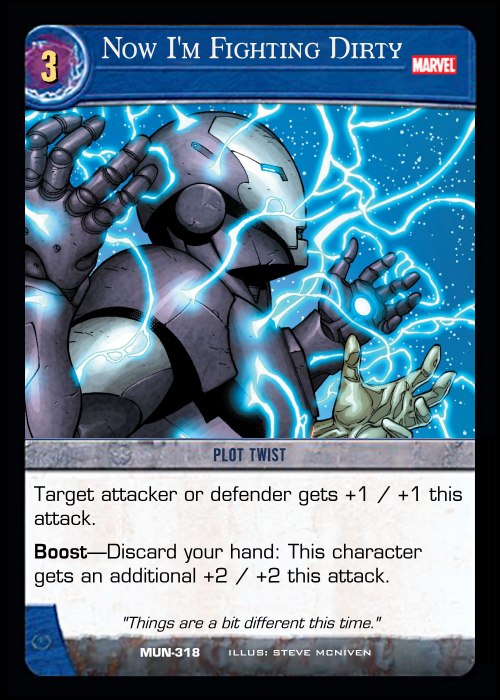 3
Now I'm Fighting Dirty
MARVEL
PLOT TWIST
Target attacker or defender gets +1 / +1 this
attack.
Boost—Discard your hand: This character
gets an additional +2 / +2 this attack.
"Things are a bit different this time."
MUN-318 ILLUS: STEVE MCNIVEN